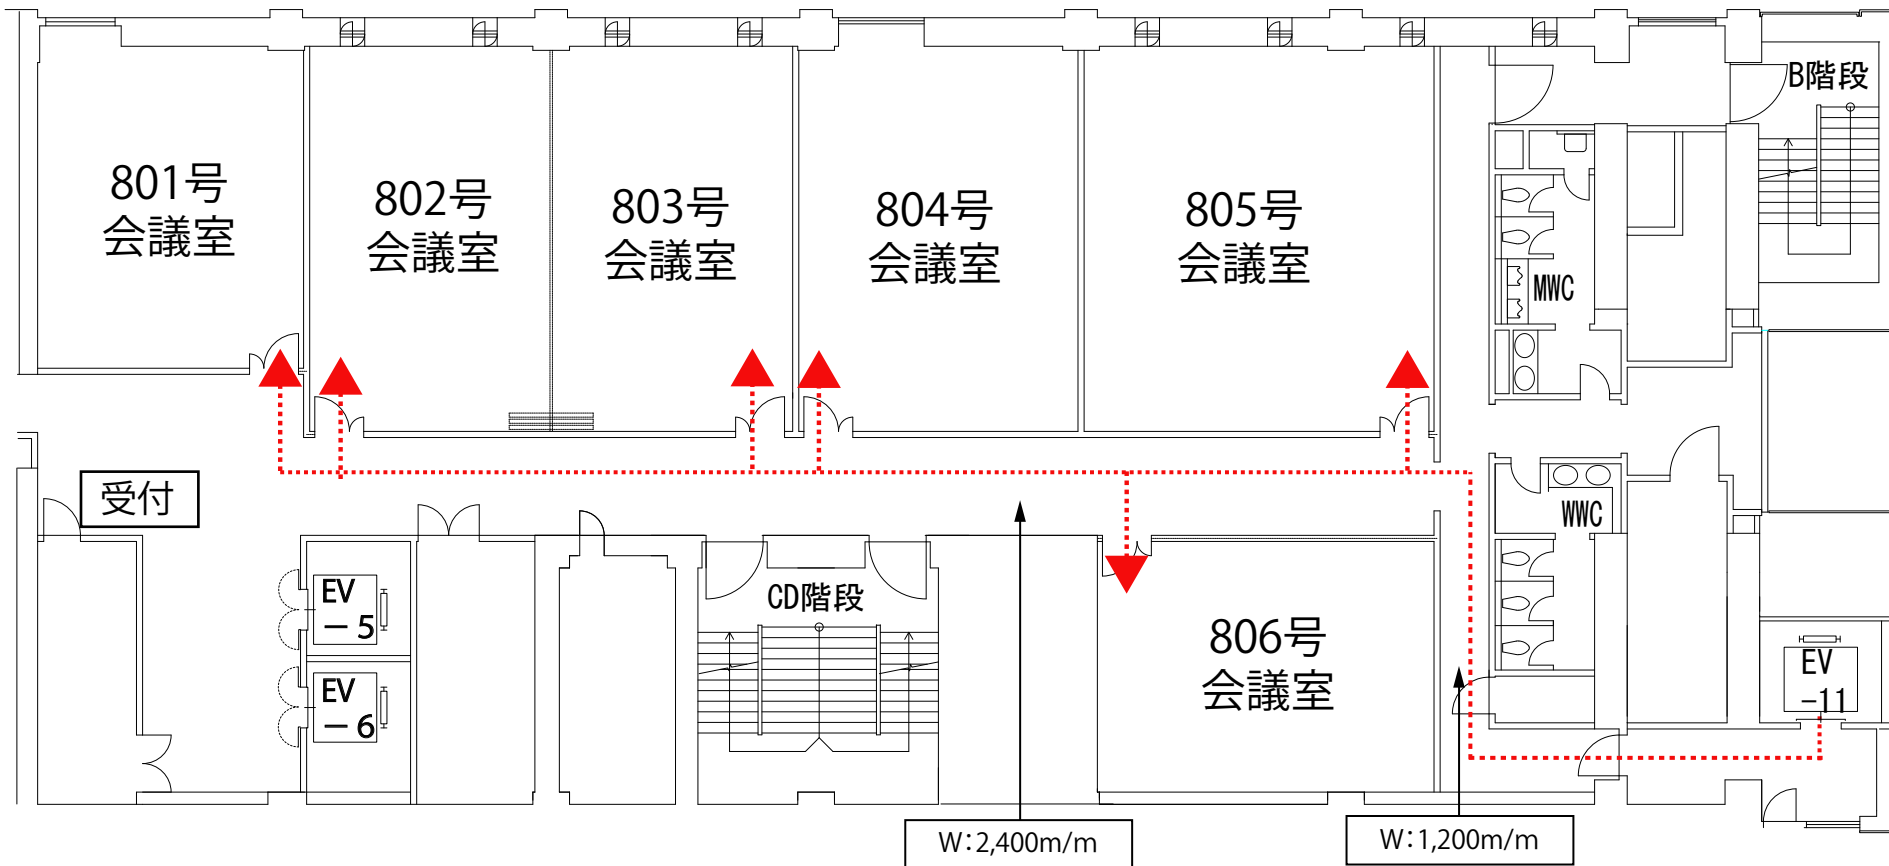 B階段
801号
会議室
802号
会議室
803号
会議室
804号
会議室
805号
会議室
MWC
受付
WWC
EV
－5
CD階段
806号
会議室
EV
-11
EV
－6
W：2,400m/m
W：1,200m/m